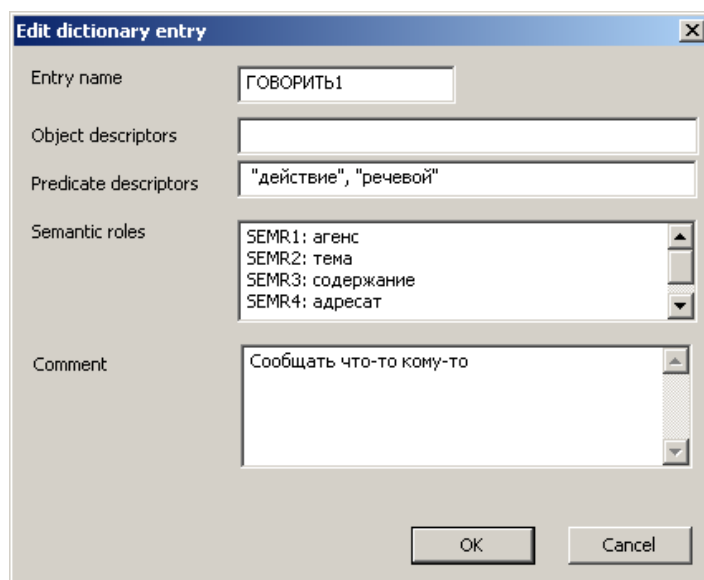 Edit dictionary entry
Entry name
ГОВОРИТЬ1
Object descriptors
Predicate descriptors
"действие", "речевой"
Semantic roles
SEMR1: агенс
SEMR2: тема
SEMR3: содержание
SEMR4: адресат
Comment
Сообщать что-то кому-то
OK
Cancel